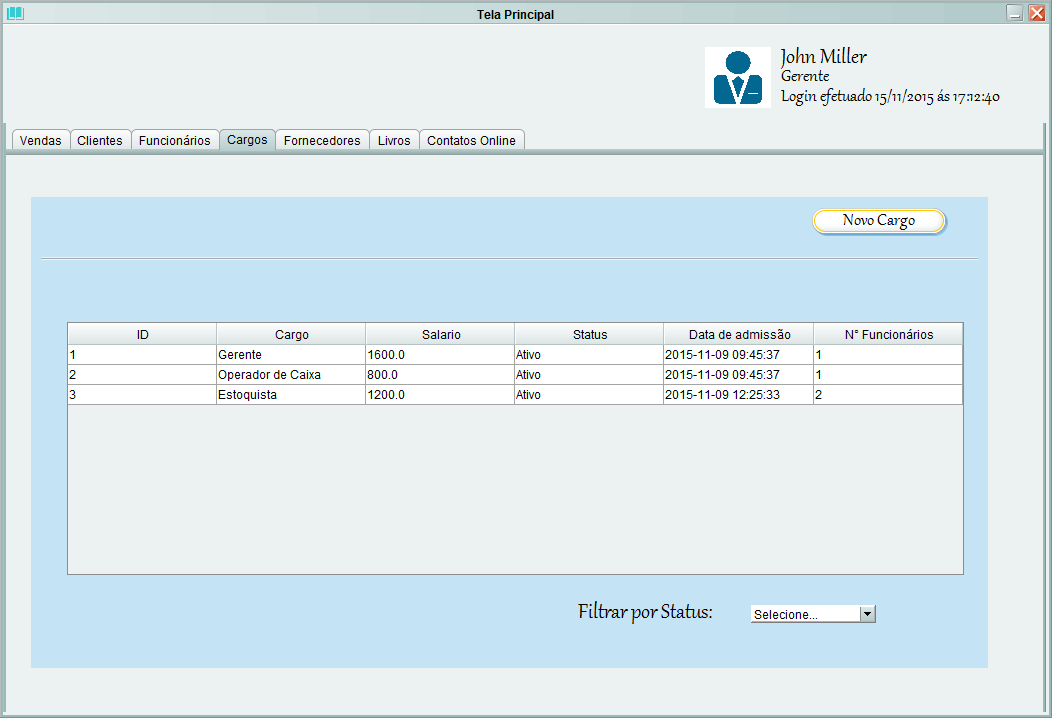 Tela Principal
John Miller
Gerente
Login efetuado 15/11/2015 ás 17:12:40
Vendas Clientes Funcionários Cargos Fornecedores Livros Contatos Online
Novo Cargo
ID Cargo Salario Status Data de admissão N° Funcionários
1 Gerente 1600.0 Ativo 2015-11-09 09:45:37 1
2 Operador de Caixa 800.0 Ativo 2015-11-09 09:45:37 1
3 Estoquista 1200.0 Ativo 2015-11-09 12:25:33 2
Filtrar por Status: Selecione...